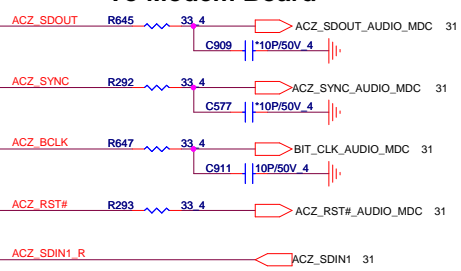 To Modem Board
ACZ_SDOUT R645 33_4 ACZ_SDOUT_AUDIO_MDC 31
C909 *10P/50V_4
ACZ_SYNC R292 33_4 ACZ_SYNC_AUDIO_MDC 31
C577 *10P/50V_4
ACZ_BCLK R647 33_4 BIT_CLK_AUDIO_MDC 31
C911 10P/50V_4
ACZ_RST# R293 33_4 ACZ_RST#_AUDIO_MDC 31
ACZ_SDIN1_R ACZ_SDIN1 31